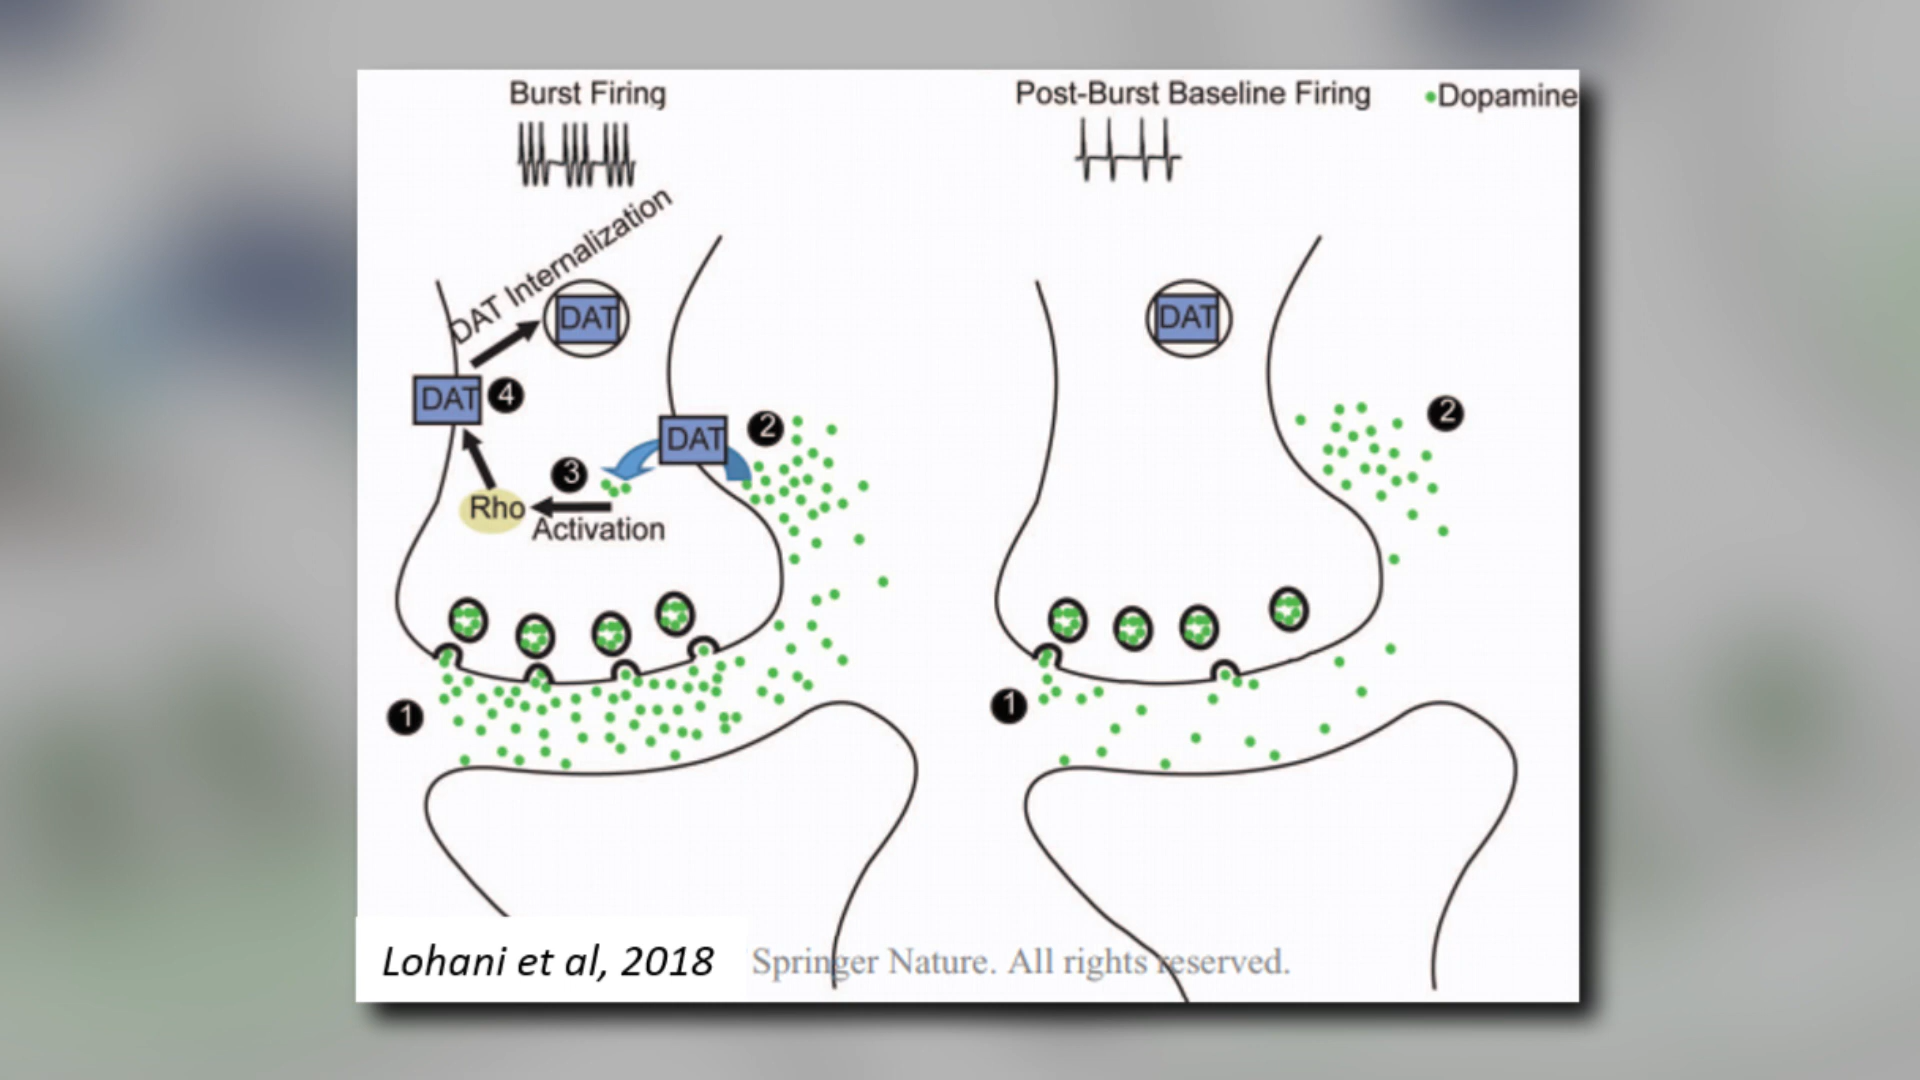 Burst Firing
Post-Burst Baseline Firing
Dopamine
DAT Internalization
DAT
DAT
DAT
4
DAT
2
2
3
Rho
Activation
1
1
Lohani et al, 2018
Springer Nature. All rights reserved.